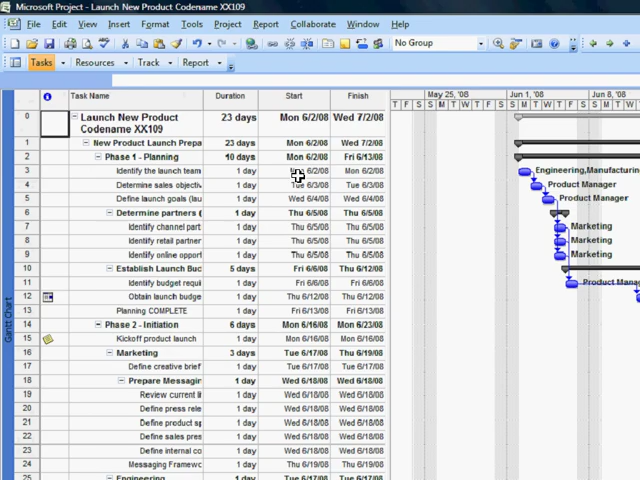 Microsoft Project - Launch New Product Codename XX109
File Edit View Insert Format Tools Project Report Collaborate Window Help
No Group
Tasks Resources Track Report
Task Name Duration Start Finish May 25, '08 Jun 1, '08 Jun 8, '08
T F S S M T W T F S S M T W T F S S M T W
0 Launch New Product Codename XX109 23 days Mon 6/2/08 Wed 7/2/08
1 New Product Launch Prepa 23 days Mon 6/2/08 Wed 7/2/08
2 Phase 1 - Planning 10 days Mon 6/2/08 Fri 6/13/08
3 Identify the launch team 1 day 6/2/08 Mon 6/2/08 Engineering,Manufacturin
4 Determine sales objectiv 1 day Tue 6/3/08 Tue 6/3/08 Product Manager
5 Define launch goals (lau 1 day Wed 6/4/08 Wed 6/4/08 Product Manager
6 Determine partners ( 1 day Thu 6/5/08 Thu 6/5/08
7 Identify channel part 1 day Thu 6/5/08 Thu 6/5/08 Marketing
8 Identify retail partner 1 day Thu 6/5/08 Thu 6/5/08 Marketing
9 Identify online opport 1 day Thu 6/5/08 Thu 6/5/08 Marketing
10 Establish Launch Buc 5 days Fri 6/6/08 Thu 6/12/08
11 Identify budget requi 1 day Fri 6/6/08 Fri 6/6/08 Product Mana
12 Obtain launch budge 1 day Thu 6/12/08 Thu 6/12/08
13 Planning COMPLETE 1 day Fri 6/13/08 Fri 6/13/08
14 Phase 2 - Initiation 6 days Mon 6/16/08 Mon 6/23/08
15 Kickoff product launch 1 day Mon 6/16/08 Mon 6/16/08
16 Marketing 3 days Tue 6/17/08 Thu 6/19/08
17 Define creative brief 1 day Tue 6/17/08 Tue 6/17/08
18 Prepare Messagin 1 day Wed 6/18/08 Wed 6/18/08
19 Review current li 1 day Wed 6/18/08 Wed 6/18/08
20 Define press rele 1 day Wed 6/18/08 Wed 6/18/08
21 Define product sp 1 day Wed 6/18/08 Wed 6/18/08
22 Define sales pres 1 day Wed 6/18/08 Wed 6/18/08
23 Define internal co 1 day Wed 6/18/08 Wed 6/18/08
24 Messaging Framewc 1 day Thu 6/19/08 Thu 6/19/08
25 Engineering 1 day Tue 6/17/08 Tue 6/17/08
Gantt Chart